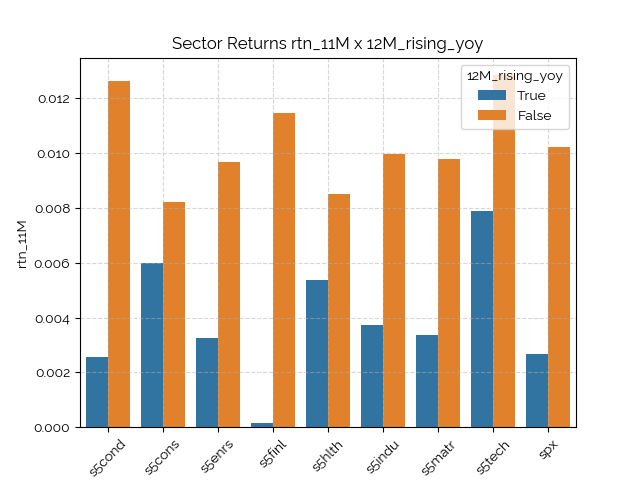 Sector Returns rtn_11M x 12M_rising_yoy
12M_rising_yoy
True
False
rtn_11M
0.012
0.010
0.008
0.006
0.004
0.002
0.000
s5cond
s5cons
s5enrs
s5finl
s5hlth
s5indu
s5matr
s5tech
spx